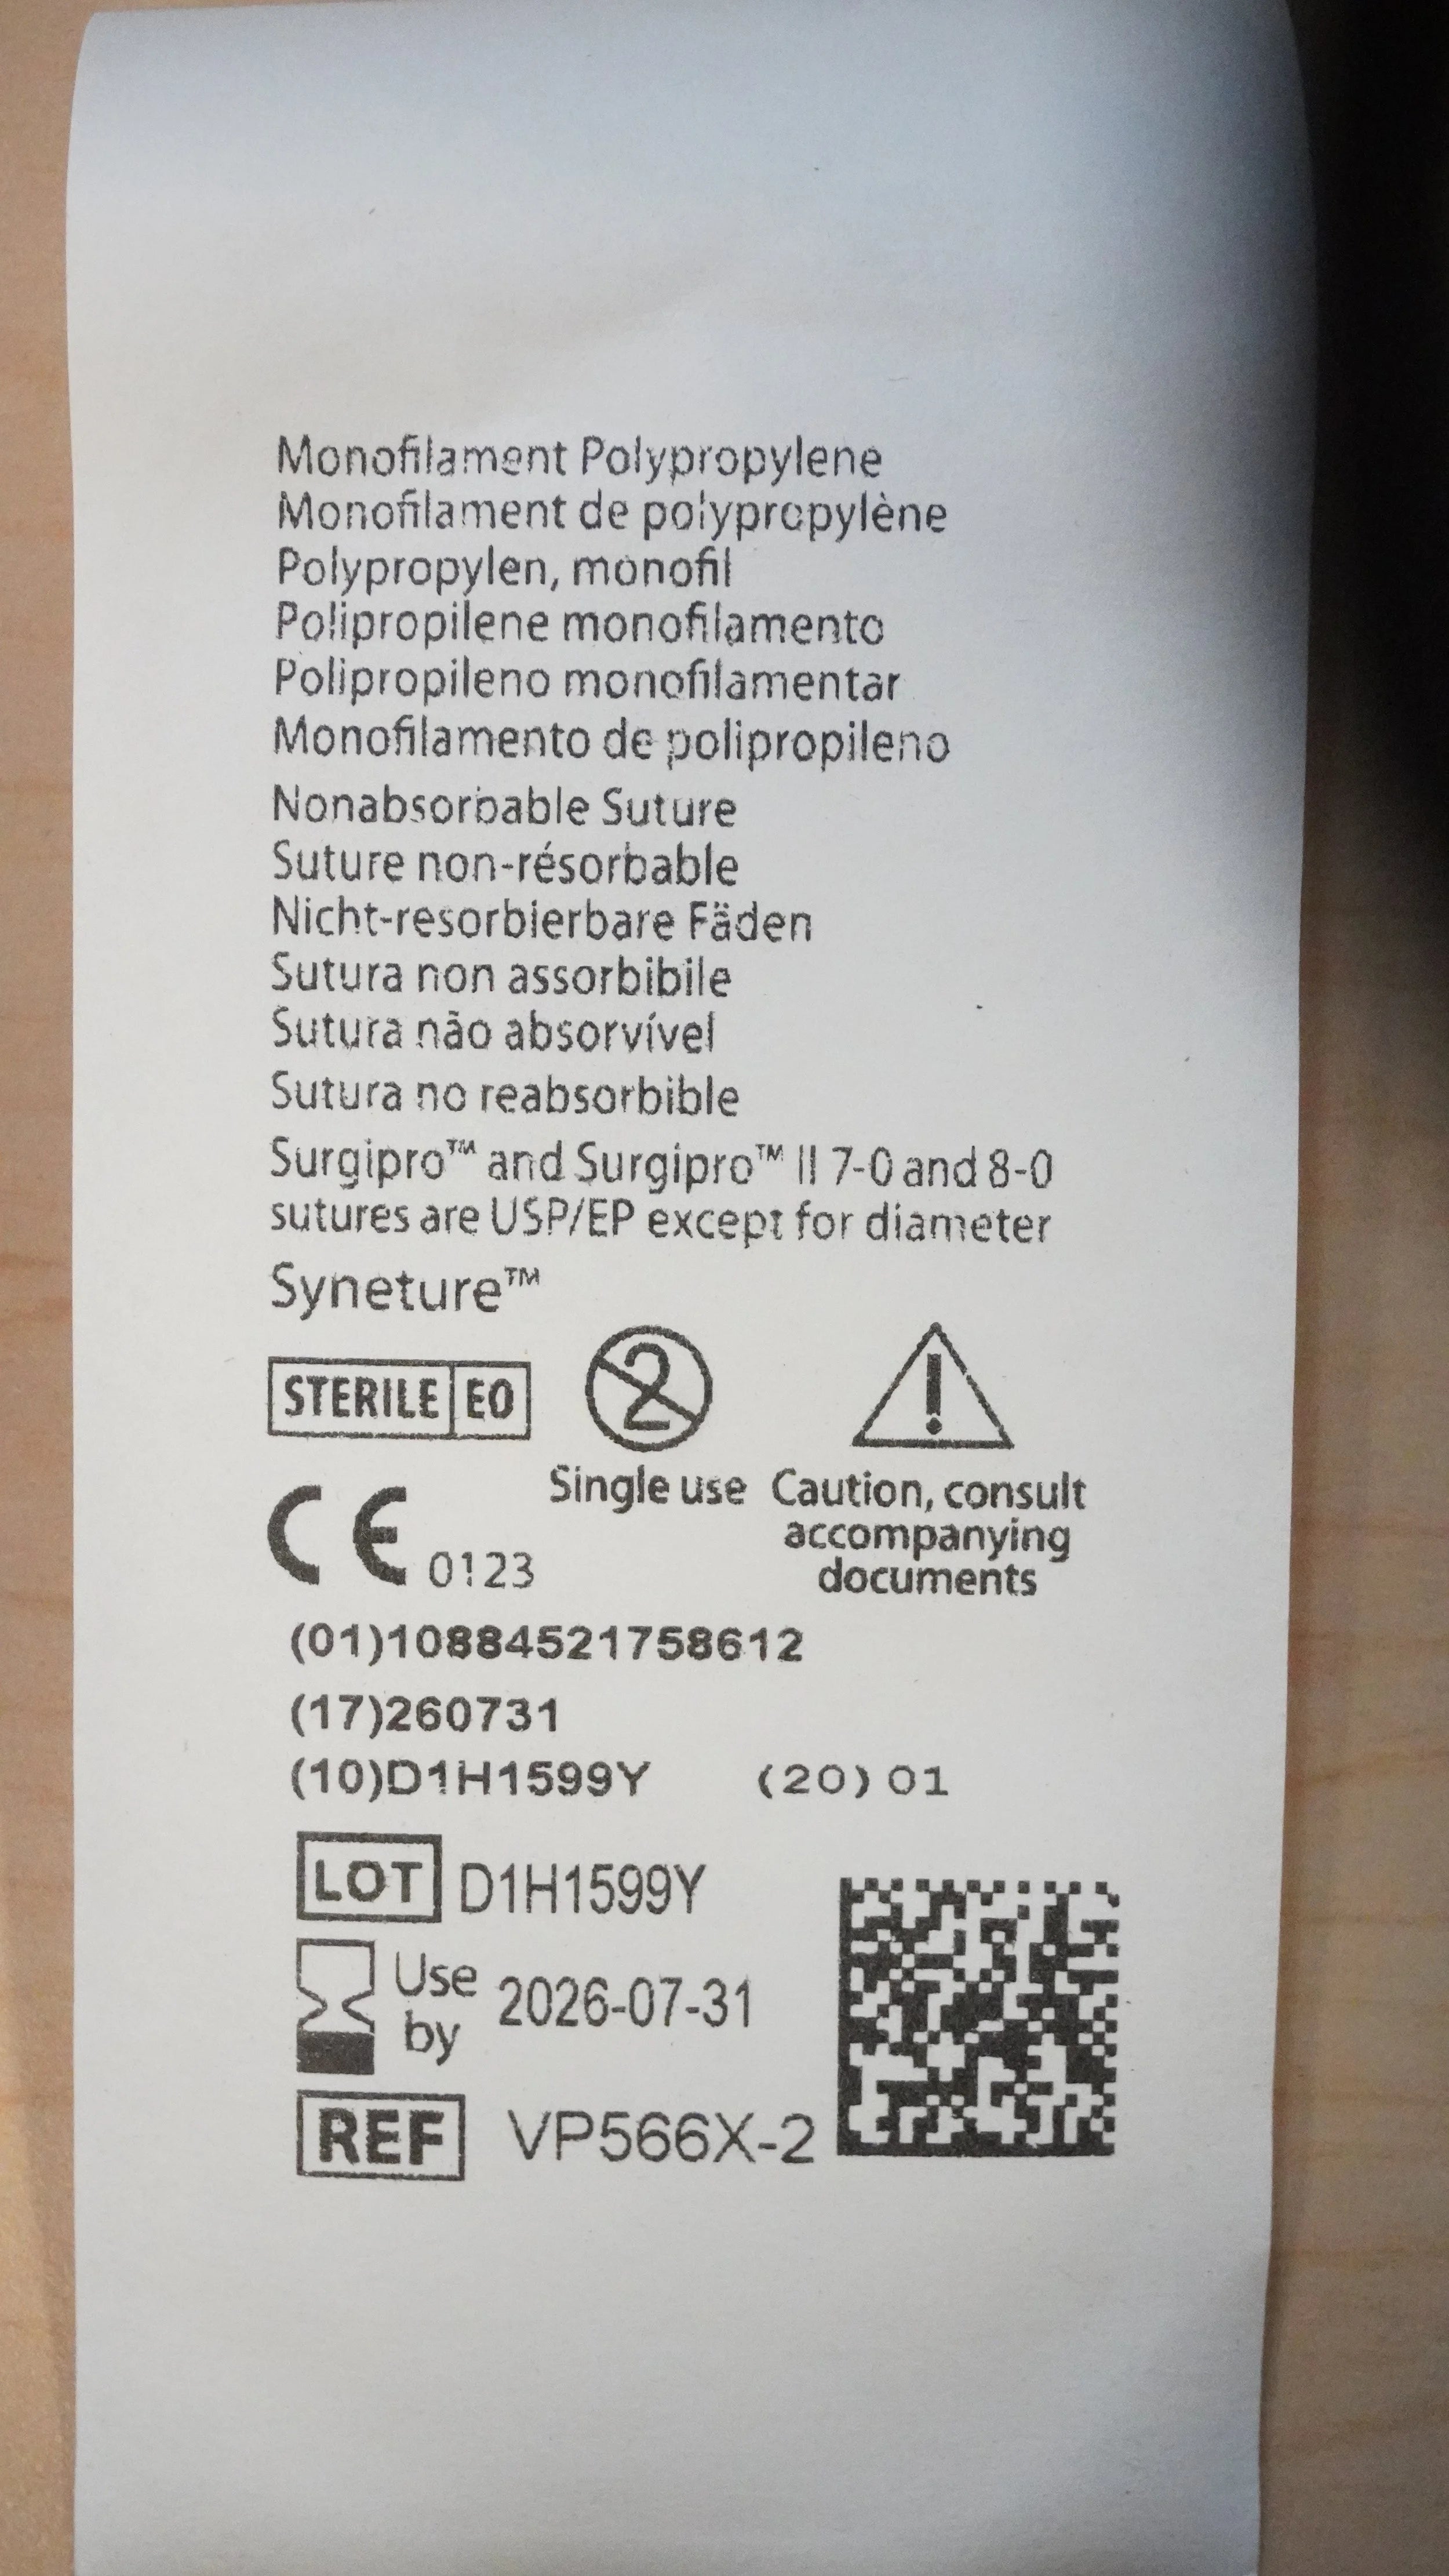 Monofilament Polypropylene
Monofilament de polypropylène
Polypropylen, monofil
Polipropilene monofilamento
Polipropileno monofilamentar
Monofilamento de polipropileno
Nonabsorbable Suture
Suture non-résorbable
Nicht-resorbierbare Fäden
Sutura non assorbibile
Sutura não absorvível
Sutura no reabsorbible
Surgipro™ and Surgipro™ II 7-0 and 8-0
sutures are USP/EP except for diameter
Syneture™
STERILE EO 2
Single use Caution, consult
accompanying
documents
CE 0123
(01)10884521758612
(17)260731
(10)D1H1599Y (20)01
LOT D1H1599Y
Use by 2026-07-31
REF VP566X-2